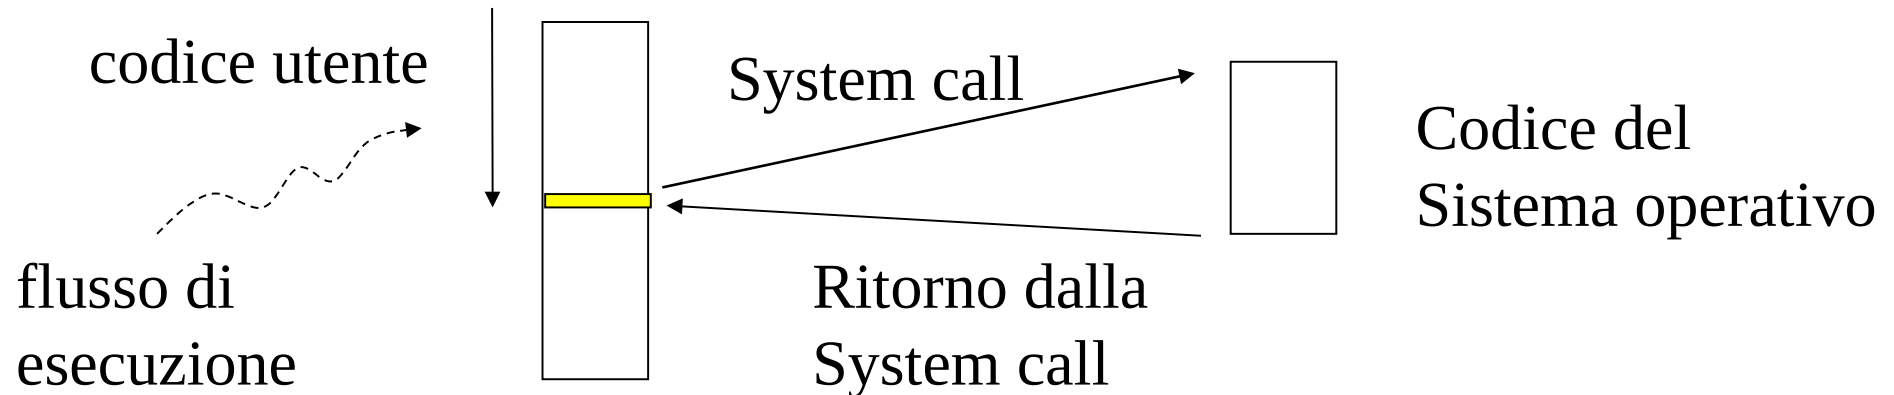 codice utente
System call
Codice del
Sistema operativo
flusso di
esecuzione
Ritorno dalla
System call